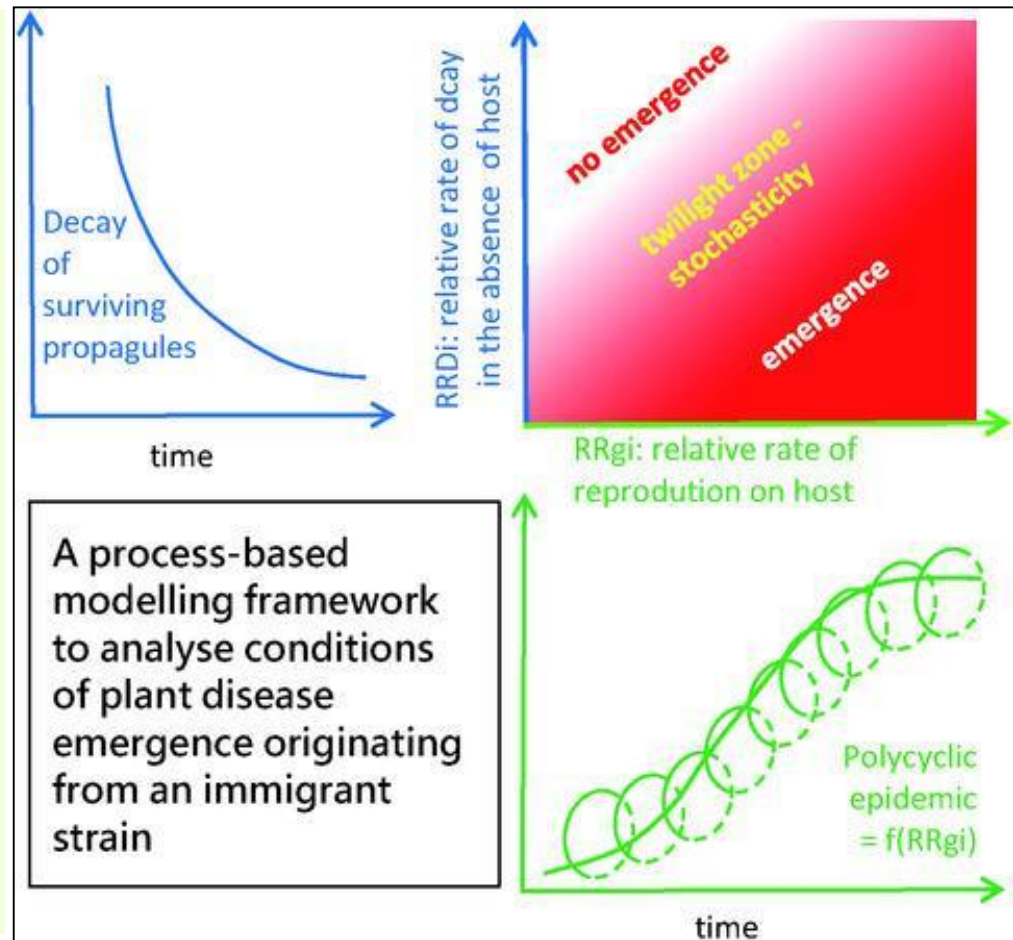 Decay
of
surviving
propagules
time
RRDi: relative rate of dcay
in the absence of host
no emergence
twilight zone -
stochasticity
emergence
RRgi: relative rate of
reprodution on host
A process-based
modelling framework
to analyse conditions
of plant disease
emergence originating
from an immigrant
strain
Polycyclic
epidemic
= f(RRgi)
time